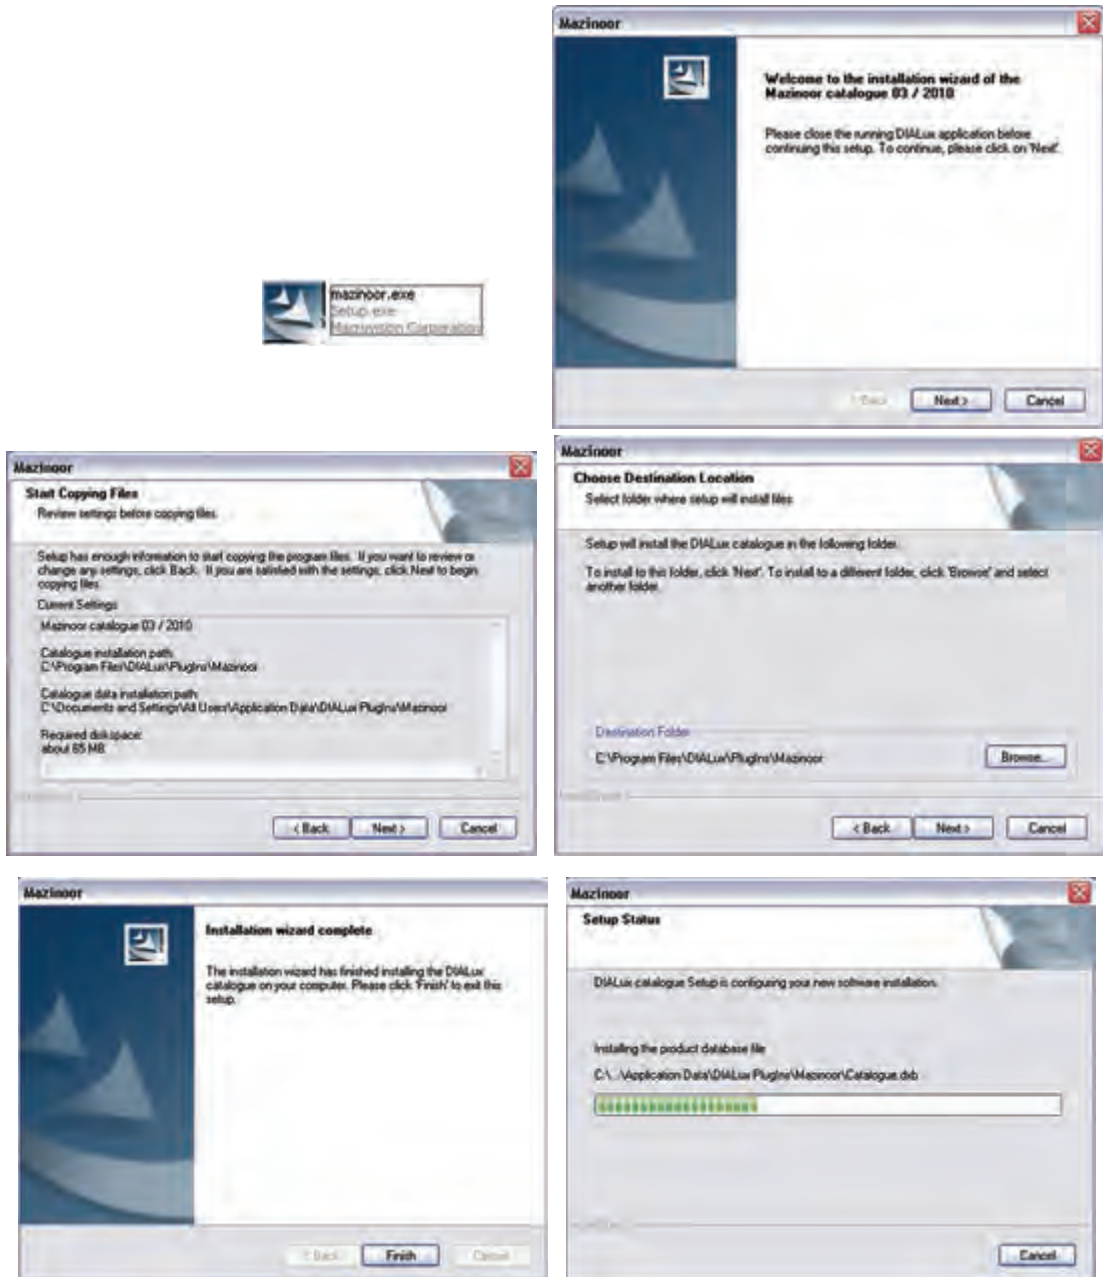 mazinoor.exe
Setup.exe
Macrovision Corporation
Mazinoor
Welcome to the installation wizard of the
Mazinoor catalogue 03 / 2010
Please close the running DIALux application before
continuing this setup. To continue, please click on 'Next'.
< Back
Next >
Cancel
Mazinoor
Start Copying Files
Review settings before copying files.
Setup has enough information to start copying the program files. If you want to review or
change any settings, click Back. If you are satisfied with the settings, click Next to begin
copying files.
Current Settings:
Mazinoor catalogue 03 / 2010
Catalogue installation path:
C:\Program Files\DIALux\PlugIns\Mazinoor
Catalogue data installation path:
C:\Documents and Settings\All Users\Application Data\DIALux PlugIns\Mazinoor
Required diskspace:
about 65 MB
< Back
Next >
Cancel
Mazinoor
Choose Destination Location
Select folder where setup will install files.
Setup will install the DIALux catalogue in the following folder.
To install to this folder, click 'Next'. To install to a different folder, click 'Browse' and select
another folder.
Destination Folder
C:\Program Files\DIALux\PlugIns\Mazinoor
Browse...
< Back
Next >
Cancel
Mazinoor
Installation wizard complete
The installation wizard has finished installing the DIALux
catalogue on your computer. Please click 'Finish' to exit this
setup.
< Back
Finish
Cancel
Mazinoor
Setup Status
DIALux catalogue Setup is configuring your new software installation.
Installing the product database file
C:\...\Application Data\DIALux PlugIns\Mazinoor\Catalogue.dxb
Cancel